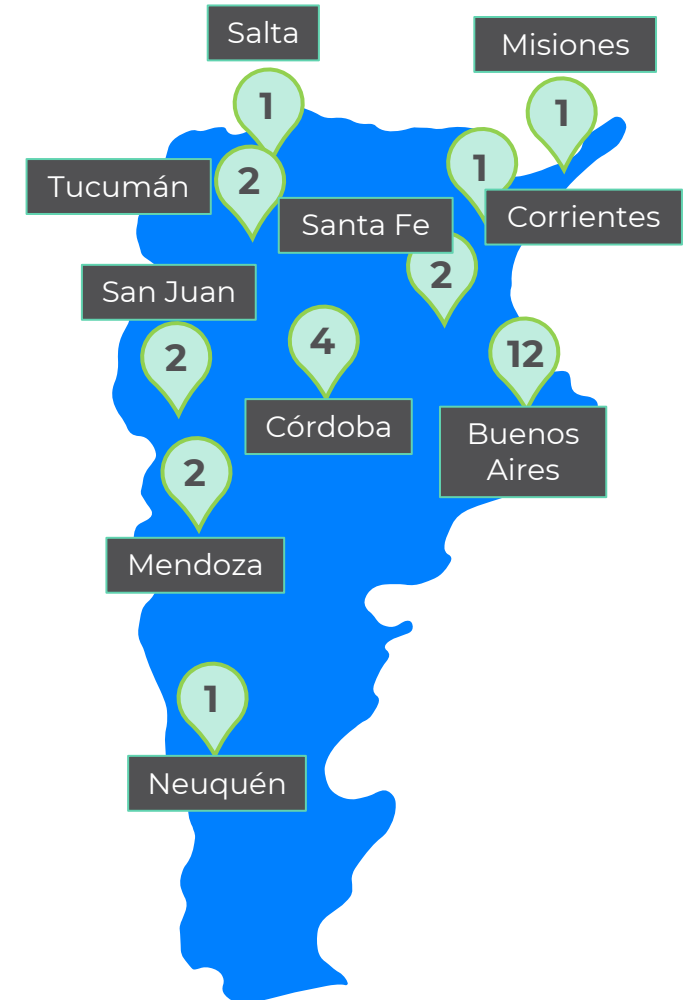 Salta
1
Misiones
1
Tucumán
2
1
Corrientes
Santa Fe
2
San Juan
2
4
Córdoba
12
Buenos
Aires
2
Mendoza
1
Neuquén